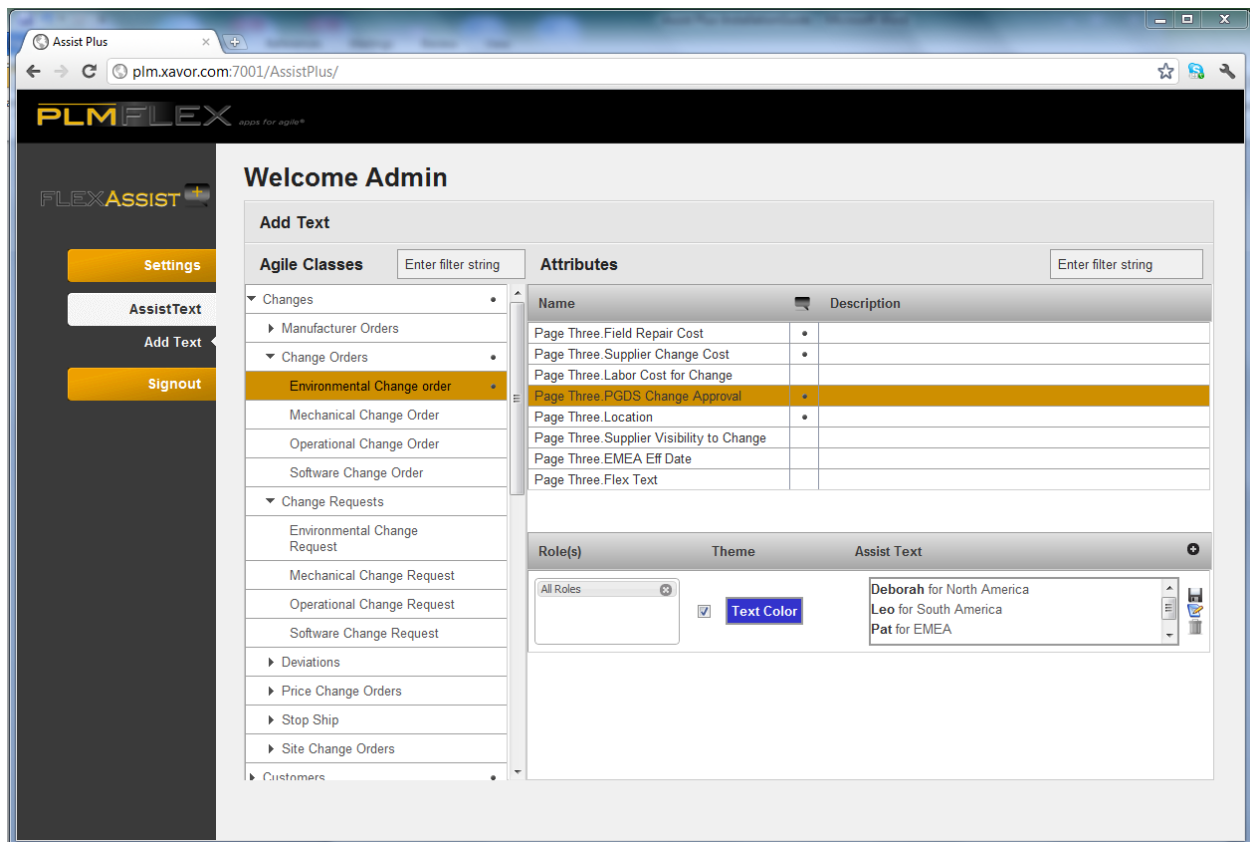 Assist Plus
plm.xavor.com:7001/AssistPlus/
PLMFLEX apps for agile®
FLEXASSIST +
Settings
AssistText
Add Text
Signout
Welcome Admin
Add Text
Agile Classes
Enter filter string
Changes
Manufacturer Orders
Change Orders
Environmental Change order
Mechanical Change Order
Operational Change Order
Software Change Order
Change Requests
Environmental Change
Request
Mechanical Change Request
Operational Change Request
Software Change Request
Deviations
Price Change Orders
Stop Ship
Site Change Orders
Customers
Attributes
Enter filter string
Name Description
Page Three.Field Repair Cost
Page Three.Supplier Change Cost
Page Three.Labor Cost for Change
Page Three.PGDS Change Approval
Page Three.Location
Page Three.Supplier Visibility to Change
Page Three.EMEA Eff Date
Page Three.Flex Text
Role(s) Theme Assist Text
All Roles
Text Color
Deborah for North America
Leo for South America
Pat for EMEA